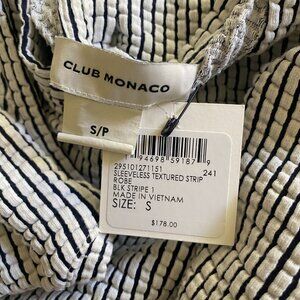 CLUB MONACO
S/P
94698 59187 9
295101271151 241
SLEEVELESS TEXTURED STRIP
ROBE
BLK STRIPE 1
MADE IN VIETNAM
SIZE: S
$178.00